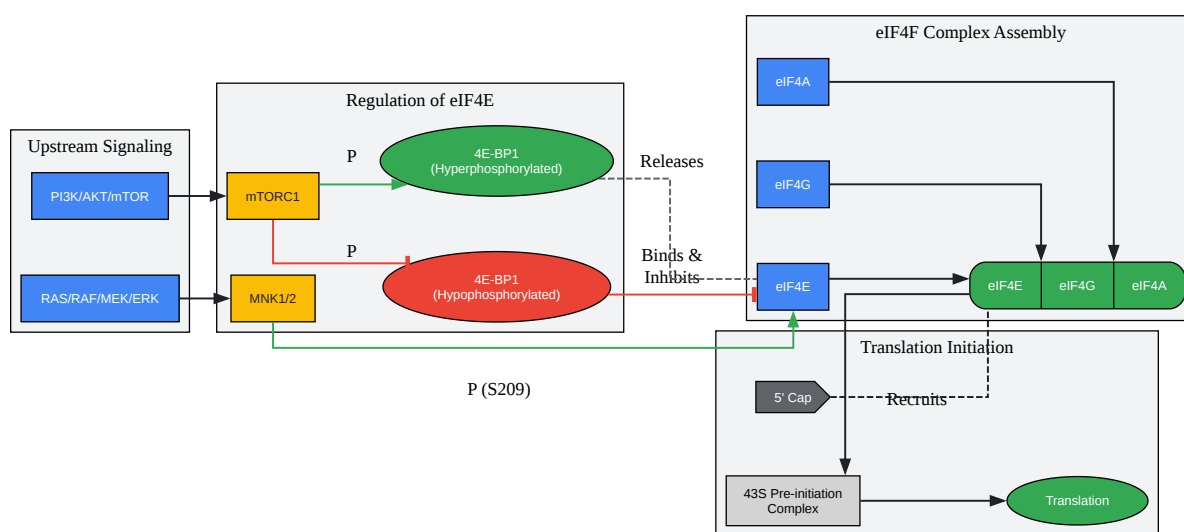 Upstream Signaling
PI3K/AKT/mTOR
RAS/RAF/MEK/ERK
Regulation of eIF4E
mTORC1
MNK1/2
P
4E-BP1
(Hyperphosphorylated)
P
4E-BP1
(Hypophosphorylated)
Releases
Binds &
Inhibits
P (S209)
eIF4F Complex Assembly
eIF4A
eIF4G
eIF4E
eIF4E eIF4G eIF4A
Translation Initiation
5' Cap
Recruits
43S Pre-initiation
Complex
Translation